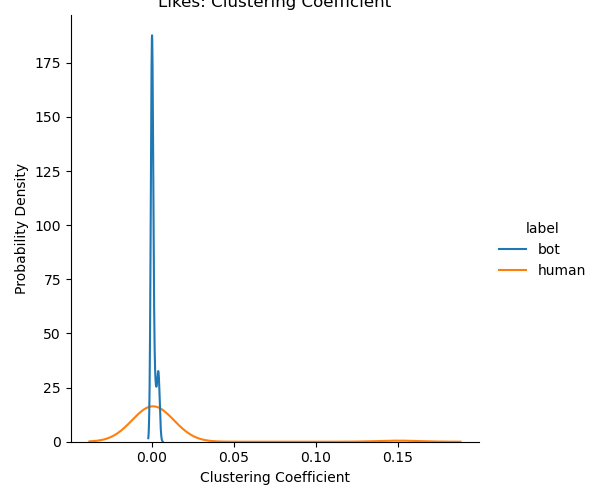 Likes: Clustering Coefficient
175
150
125
100
75
50
25
0
Probability Density
0.00 0.05 0.10 0.15
Clustering Coefficient
label
bot
human